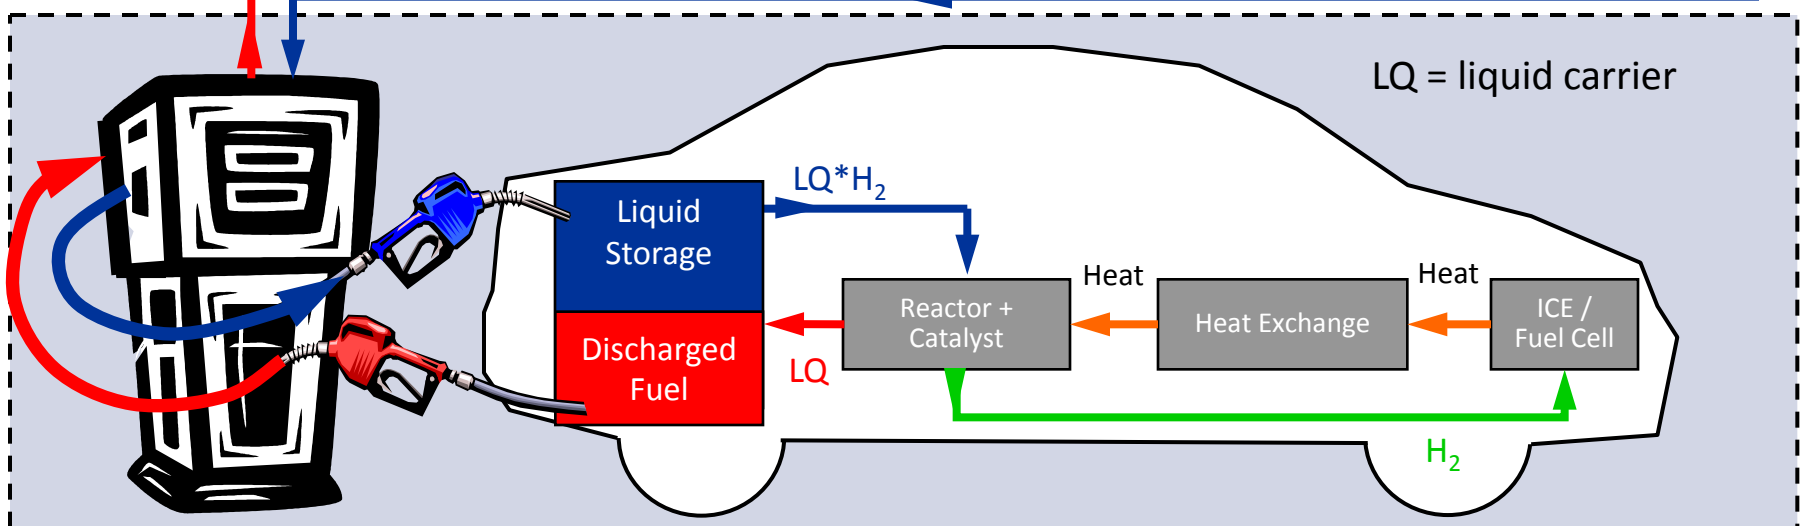 LQ = liquid carrier
LQ*H₂
Liquid
Storage
Discharged
Fuel
LQ
Reactor +
Catalyst
Heat
Heat Exchange
Heat
ICE /
Fuel Cell
H₂